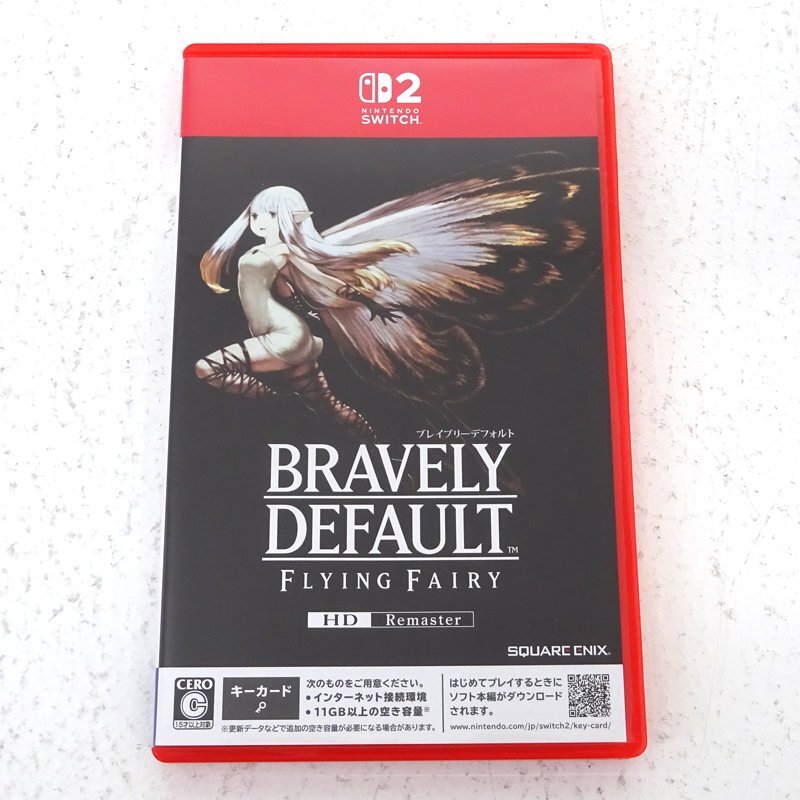 2
NINTENDO
SWITCH
ブレイブリーデフォルト
BRAVELY
DEFAULT™
FLYING FAIRY
HD Remaster
SQUARE ENIX®
CERO
C
15才以上対象
キーカード
次のものをご用意ください。
・インターネット接続環境
・11GB以上の空き容量※
※更新データなどで追加の空き容量が必要になる場合があります。
はじめてプレイするときに
ソフト本編がダウンロード
されます。
www.nintendo.com/jp/switch2/key-card/